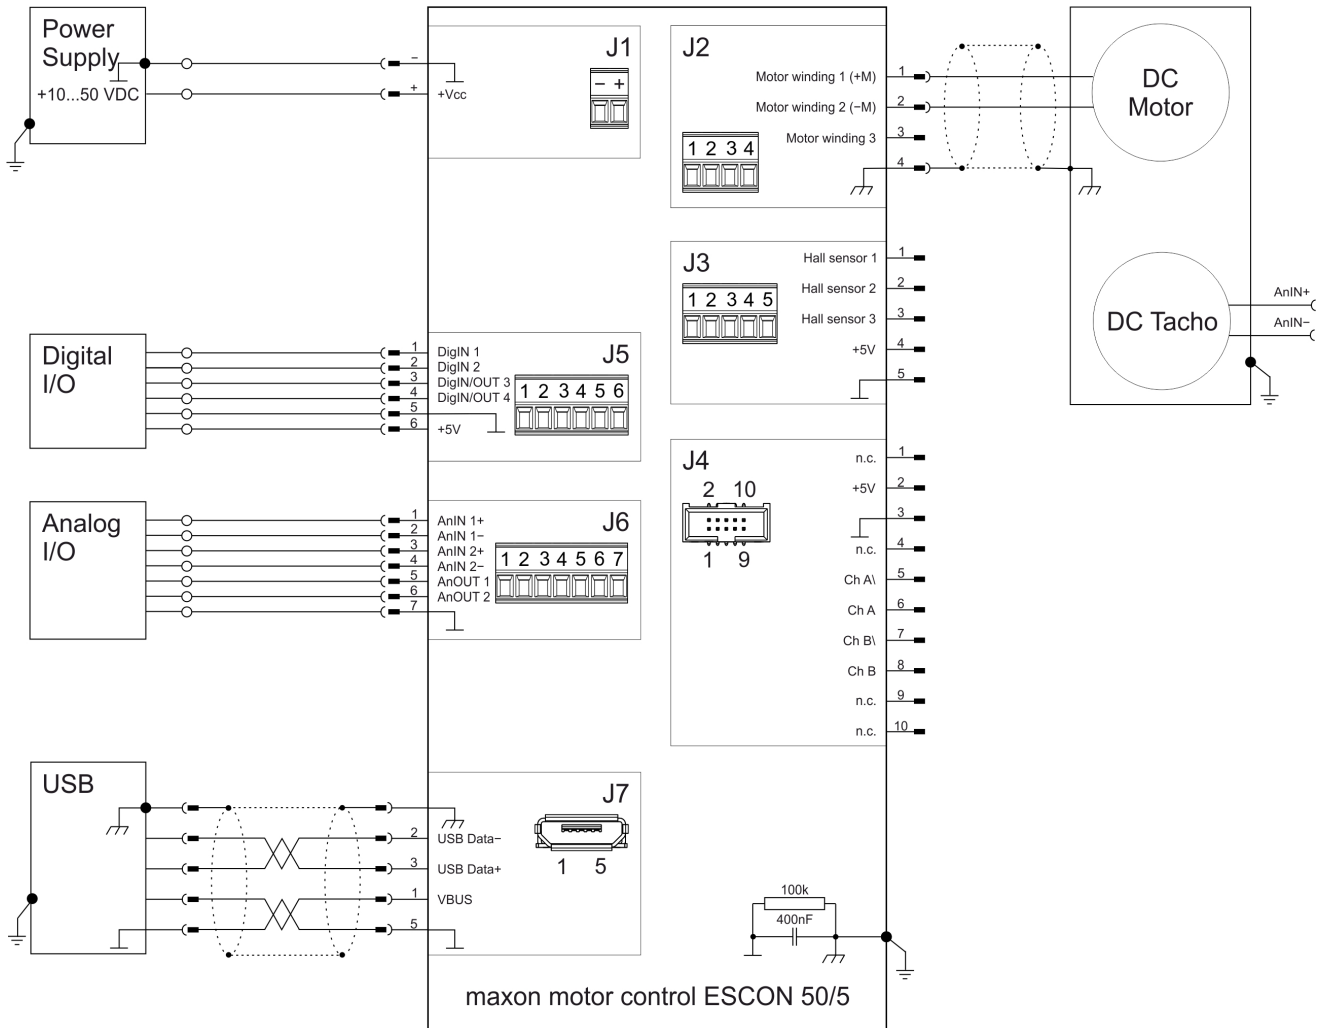 Power
Supply
+10...50 VDC
−
+
+Vcc
J1
− +
J2
1 2 3 4
Motor winding 1 (+M)
1
Motor winding 2 (−M)
2
Motor winding 3
3
4
DC
Motor
DC Tacho
AnIN+
AnIN−
J3
1 2 3 4 5
Hall sensor 1
1
Hall sensor 2
2
Hall sensor 3
3
+5V
4
5
Digital
I/O
1
DigIN 1
2
DigIN 2
3
DigIN/OUT 3
4
DigIN/OUT 4
5
6
+5V
J5
1 2 3 4 5 6
J4
2 10
1 9
n.c.
1
+5V
2
3
n.c.
4
Ch A\
5
Ch A
6
Ch B\
7
Ch B
8
n.c.
9
n.c.
10
Analog
I/O
1
AnIN 1+
2
AnIN 1−
3
AnIN 2+
4
AnIN 2−
5
AnOUT 1
6
AnOUT 2
7
J6
1 2 3 4 5 6 7
USB
2
USB Data−
3
USB Data+
1
VBUS
5
J7
1 5
100k
400nF
maxon motor control ESCON 50/5